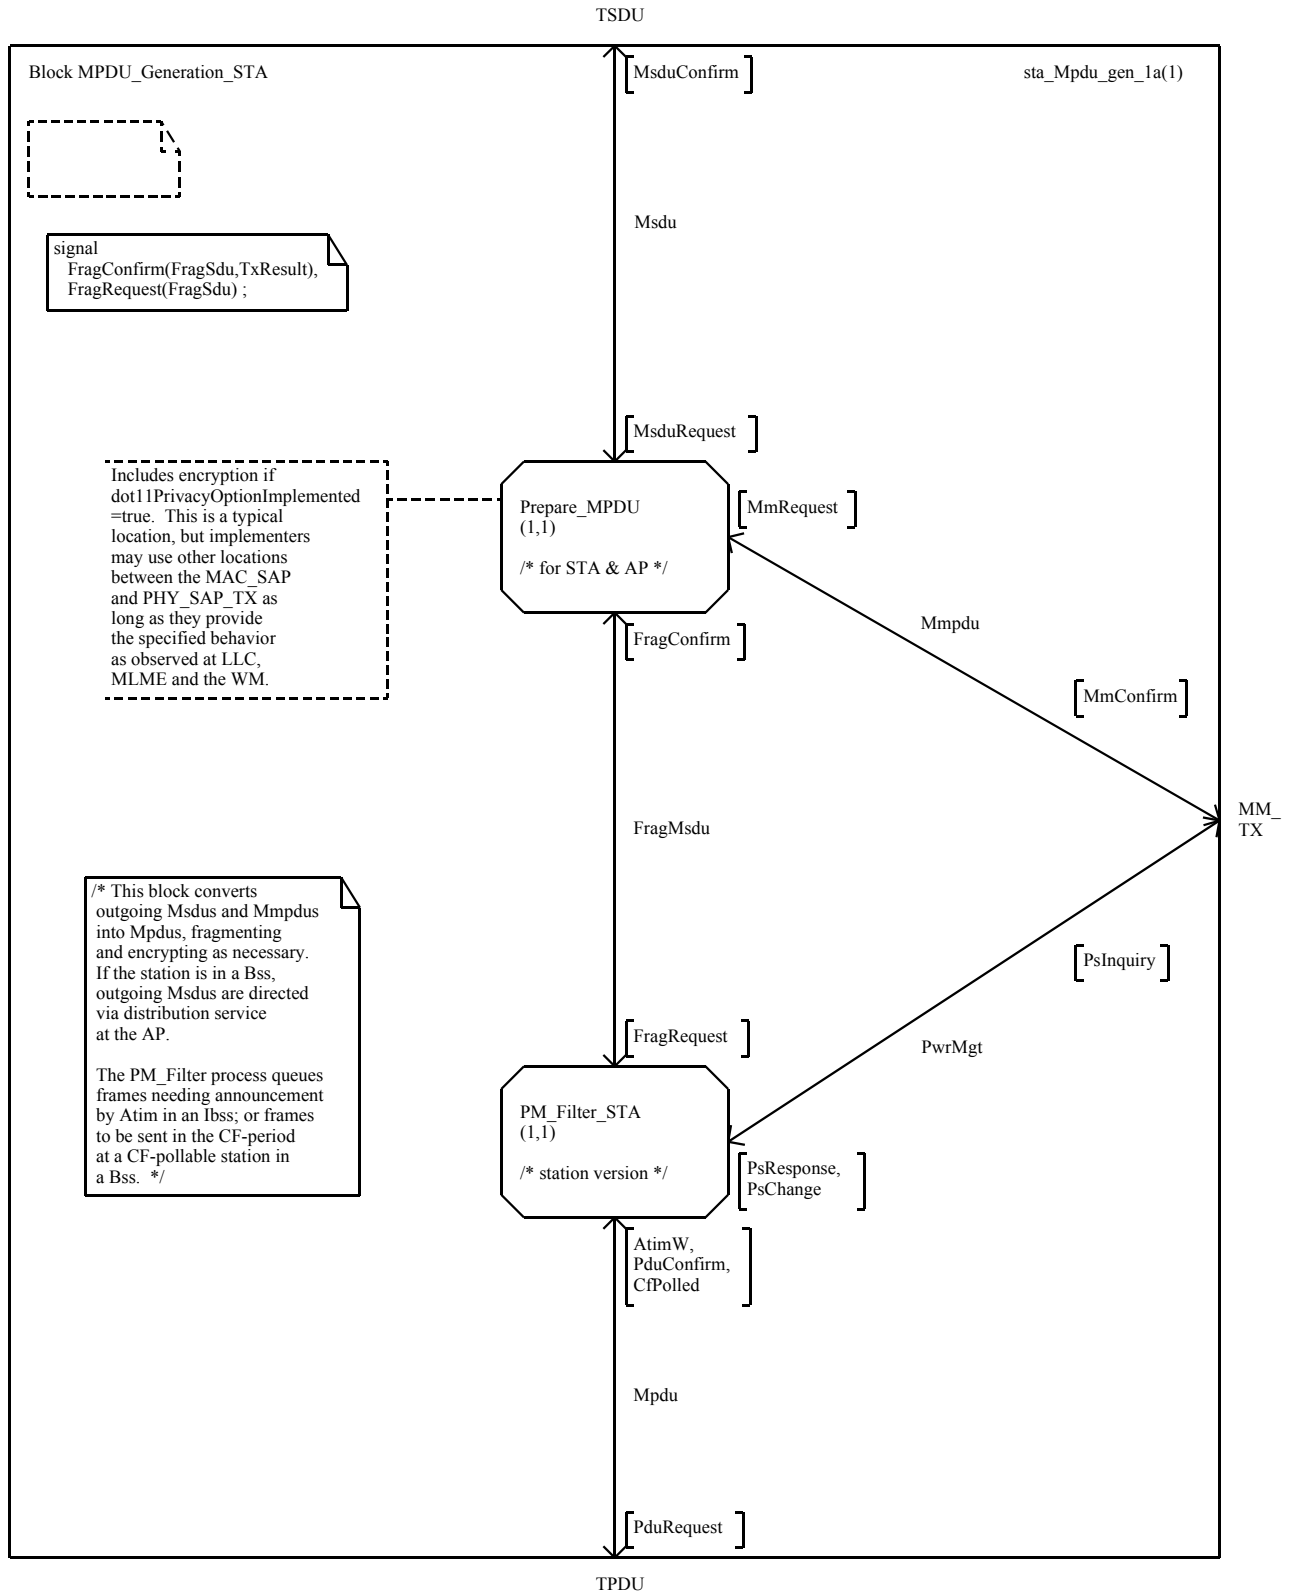 TSDU
Block MPDU_Generation_STA
sta_Mpdu_gen_1a(1)
MsduConfirm
Msdu
signal
FragConfirm(FragSdu,TxResult),
FragRequest(FragSdu) ;
MsduRequest
Includes encryption if
dot11PrivacyOptionImplemented
=true.  This is a typical
location, but implementers
may use other locations
between the MAC_SAP
and PHY_SAP_TX as
long as they provide
the specified behavior
as observed at LLC,
MLME and the WM.
Prepare_MPDU
(1,1)
/* for STA & AP */
MmRequest
FragConfirm
Mmpdu
MmConfirm
MM_
TX
FragMsdu
/* This block converts
outgoing Msdus and Mmpdus
into Mpdus, fragmenting
and encrypting as necessary.
If the station is in a Bss,
outgoing Msdus are directed
via distribution service
at the AP.
The PM_Filter process queues
frames needing announcement
by Atim in an Ibss; or frames
to be sent in the CF-period
at a CF-pollable station in
a Bss.  */
PsInquiry
FragRequest
PwrMgt
PM_Filter_STA
(1,1)
/* station version */
PsResponse,
PsChange
AtimW,
PduConfirm,
CfPolled
Mpdu
PduRequest
TPDU